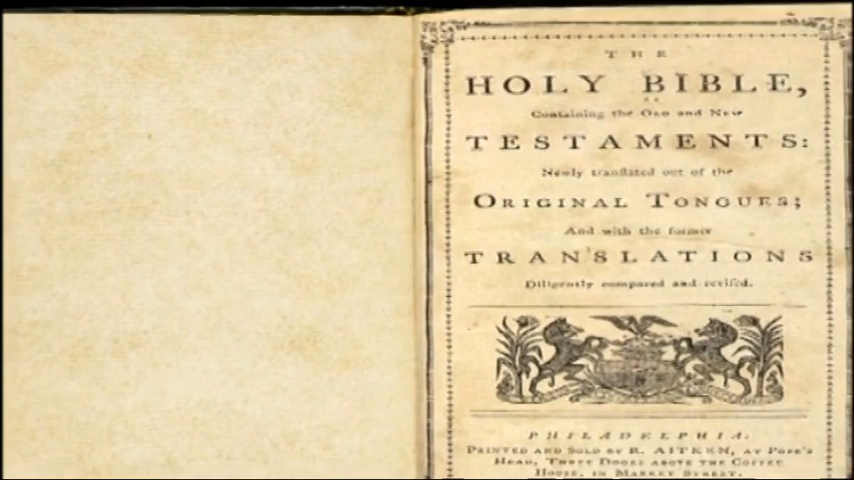 THE
HOLY BIBLE,
Containing the OLD and NEW
TESTAMENTS:
Newly tranſlated out of the
ORIGINAL TONGUES;
And with the former
TRANSLATIONS
Diligently compared and reviſed.
PHILADELPHIA:
PRINTED AND SOLD BY R. AITKEN, AT POPE'S
HEAD, THREE DOORS ABOVE THE COFFEE
HOUSE, IN MARKET STREET.